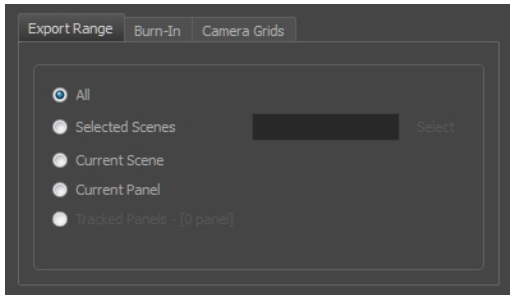 Export Range Burn-In Camera Grids
All
Selected Scenes Select
Current Scene
Current Panel
Tracked Panels - [0 panel]